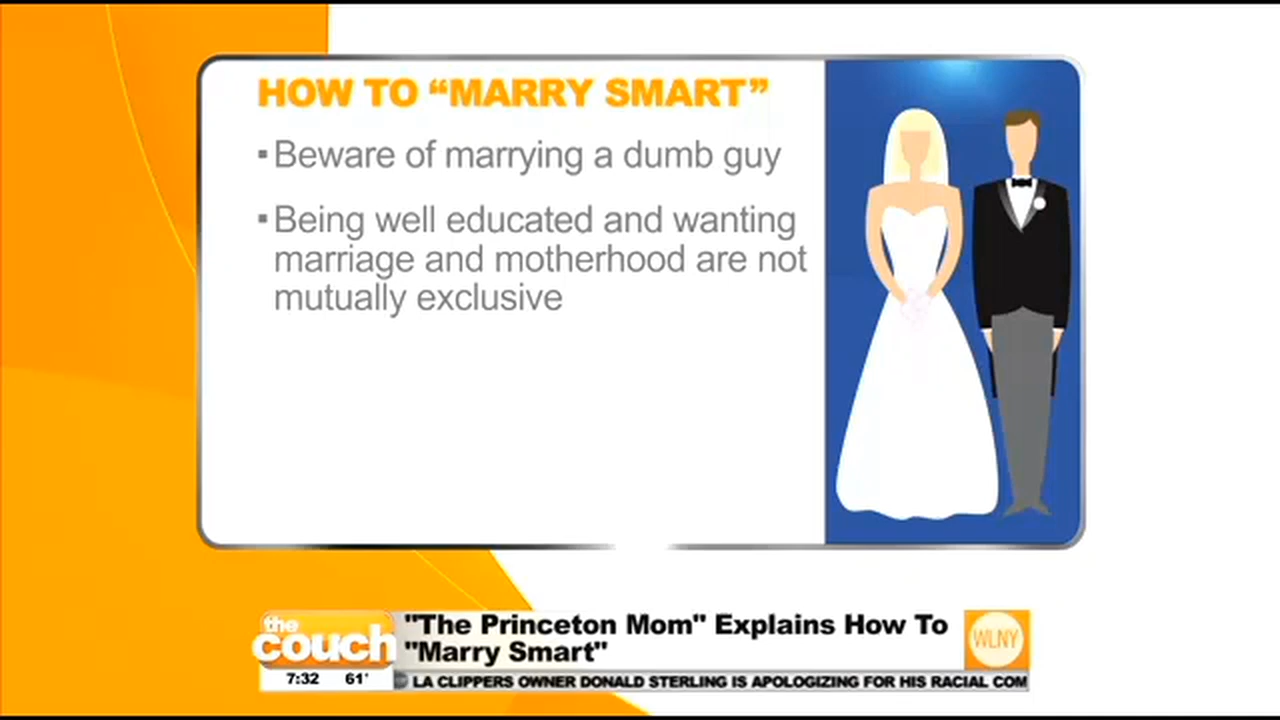 HOW TO “MARRY SMART”
▪ Beware of marrying a dumb guy
▪ Being well educated and wanting
marriage and motherhood are not
mutually exclusive
the
couch
"The Princeton Mom" Explains How To
"Marry Smart"
WLNY
7:32 61°
LA CLIPPERS OWNER DONALD STERLING IS APOLOGIZING FOR HIS RACIAL COM